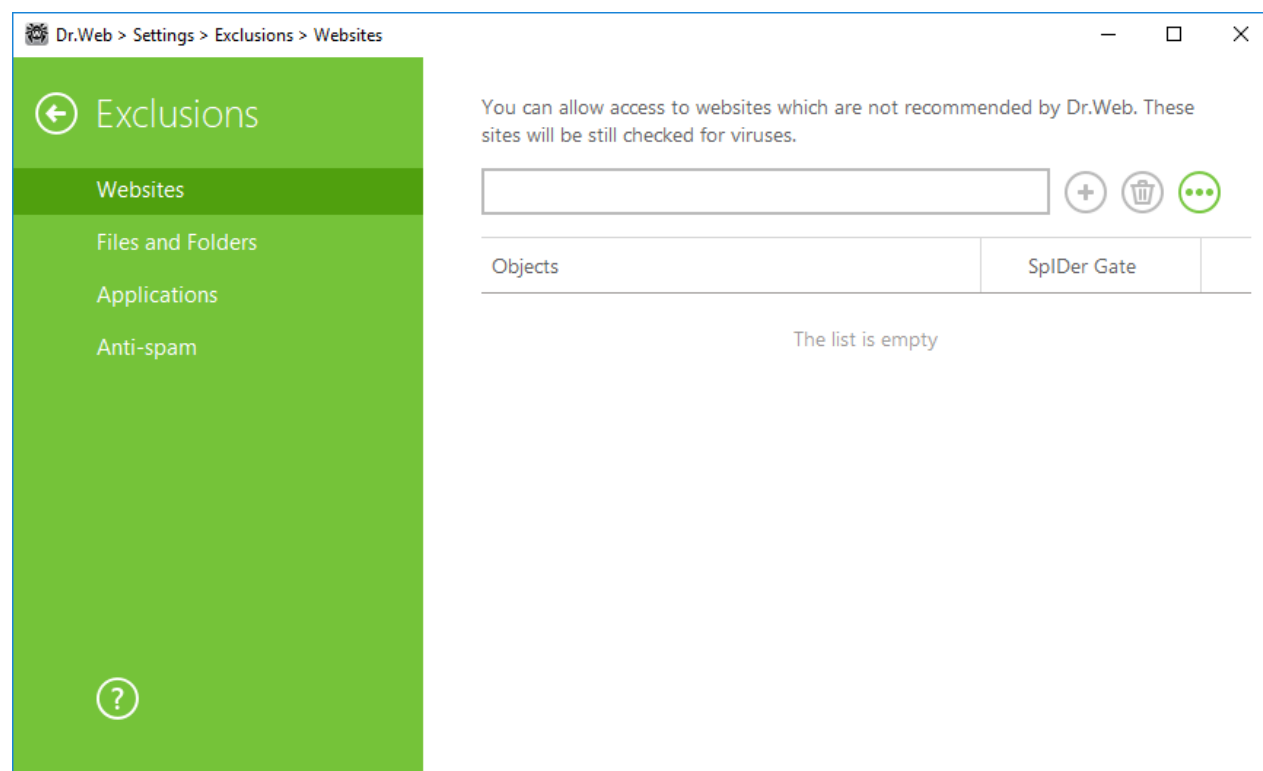 Dr.Web > Settings > Exclusions > Websites
Exclusions
Websites
Files and Folders
Applications
Anti-spam
?
You can allow access to websites which are not recommended by Dr.Web. These
sites will be still checked for viruses.
Objects
SpIDer Gate
The list is empty